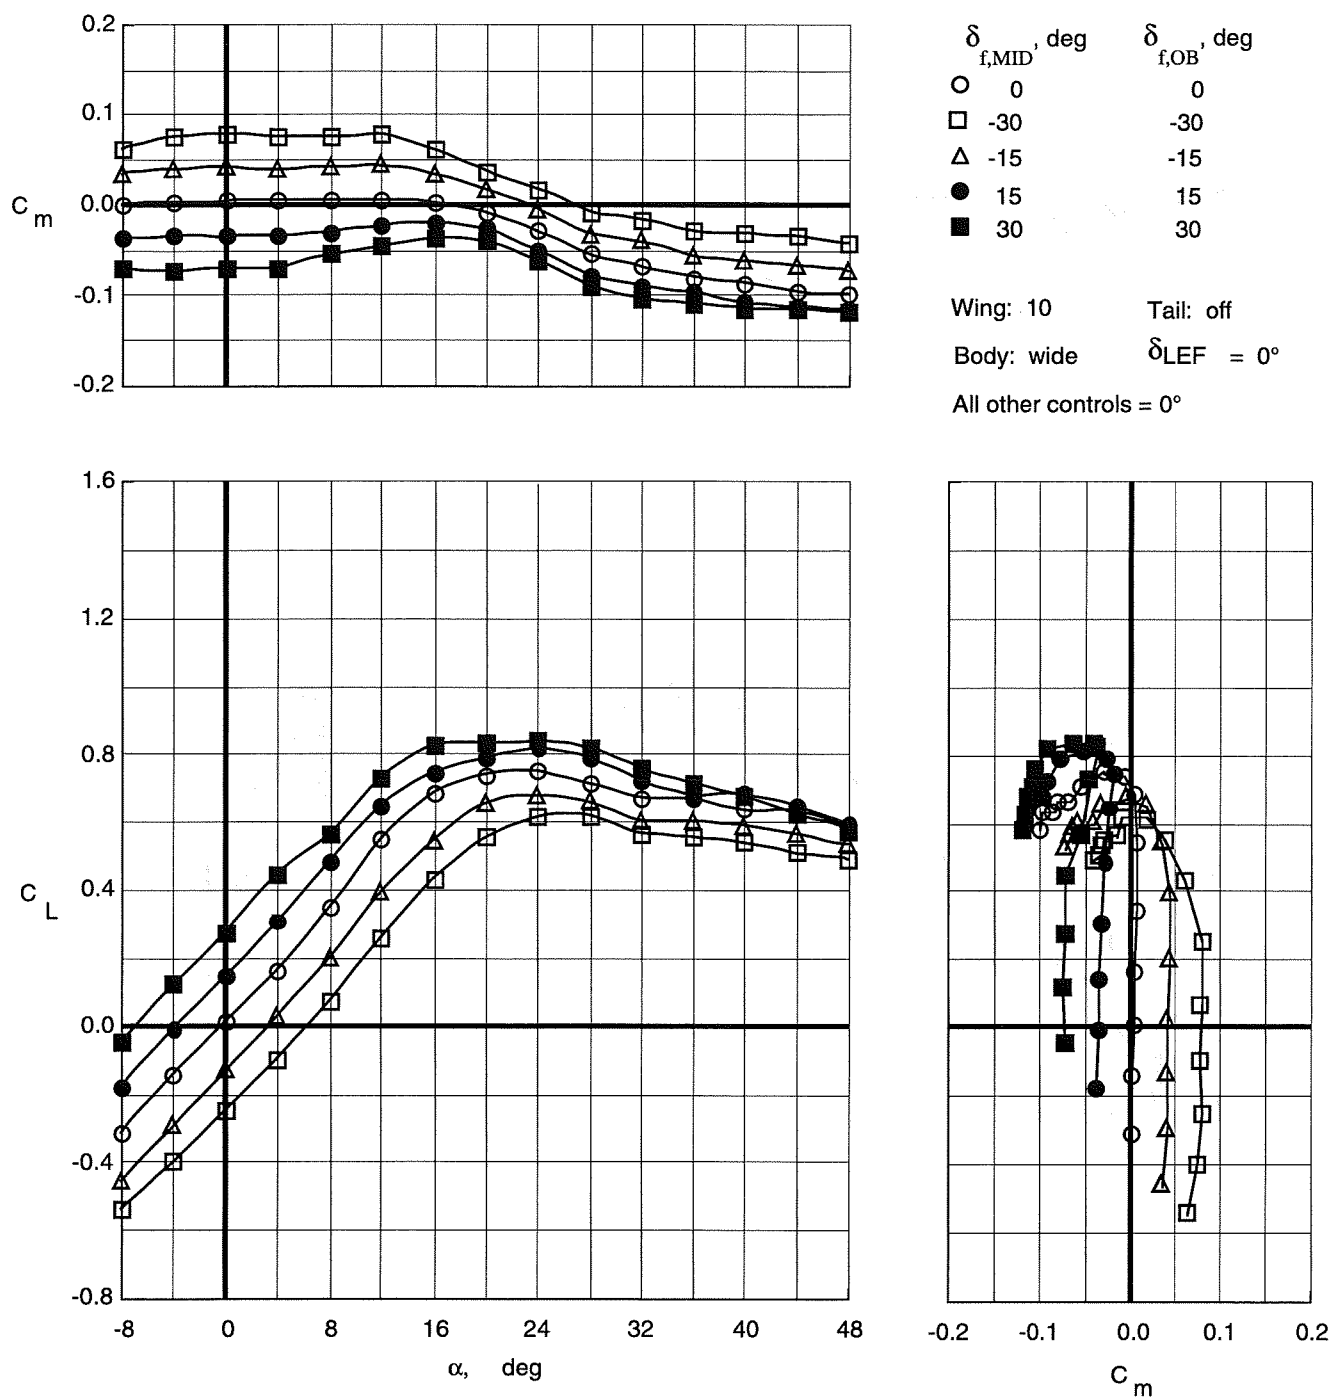 0.2
0.1
0.0
-0.1
-0.2
C m
δ f,MID, deg δ f,OB, deg
0 0
-30 -30
-15 -15
15 15
30 30
Wing: 10 Tail: off
Body: wide δLEF = 0°
All other controls = 0°
1.6
1.2
0.8
0.4
0.0
-0.4
-0.8
C L
-8 0 8 16 24 32 40 48
α, deg
-0.2 -0.1 0.0 0.1 0.2
C m